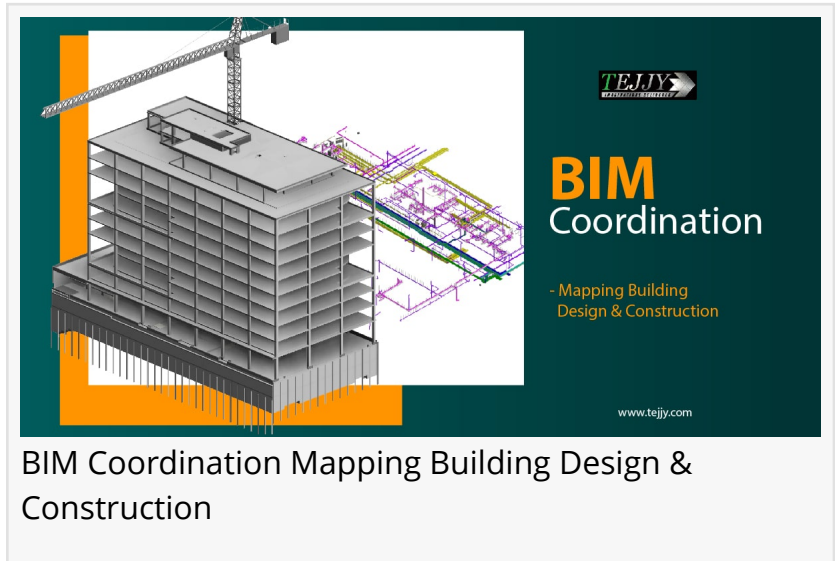 TEJJY
BIM
Coordination
- Mapping Building
Design & Construction
www.tejjy.com
BIM Coordination Mapping Building Design &
Construction